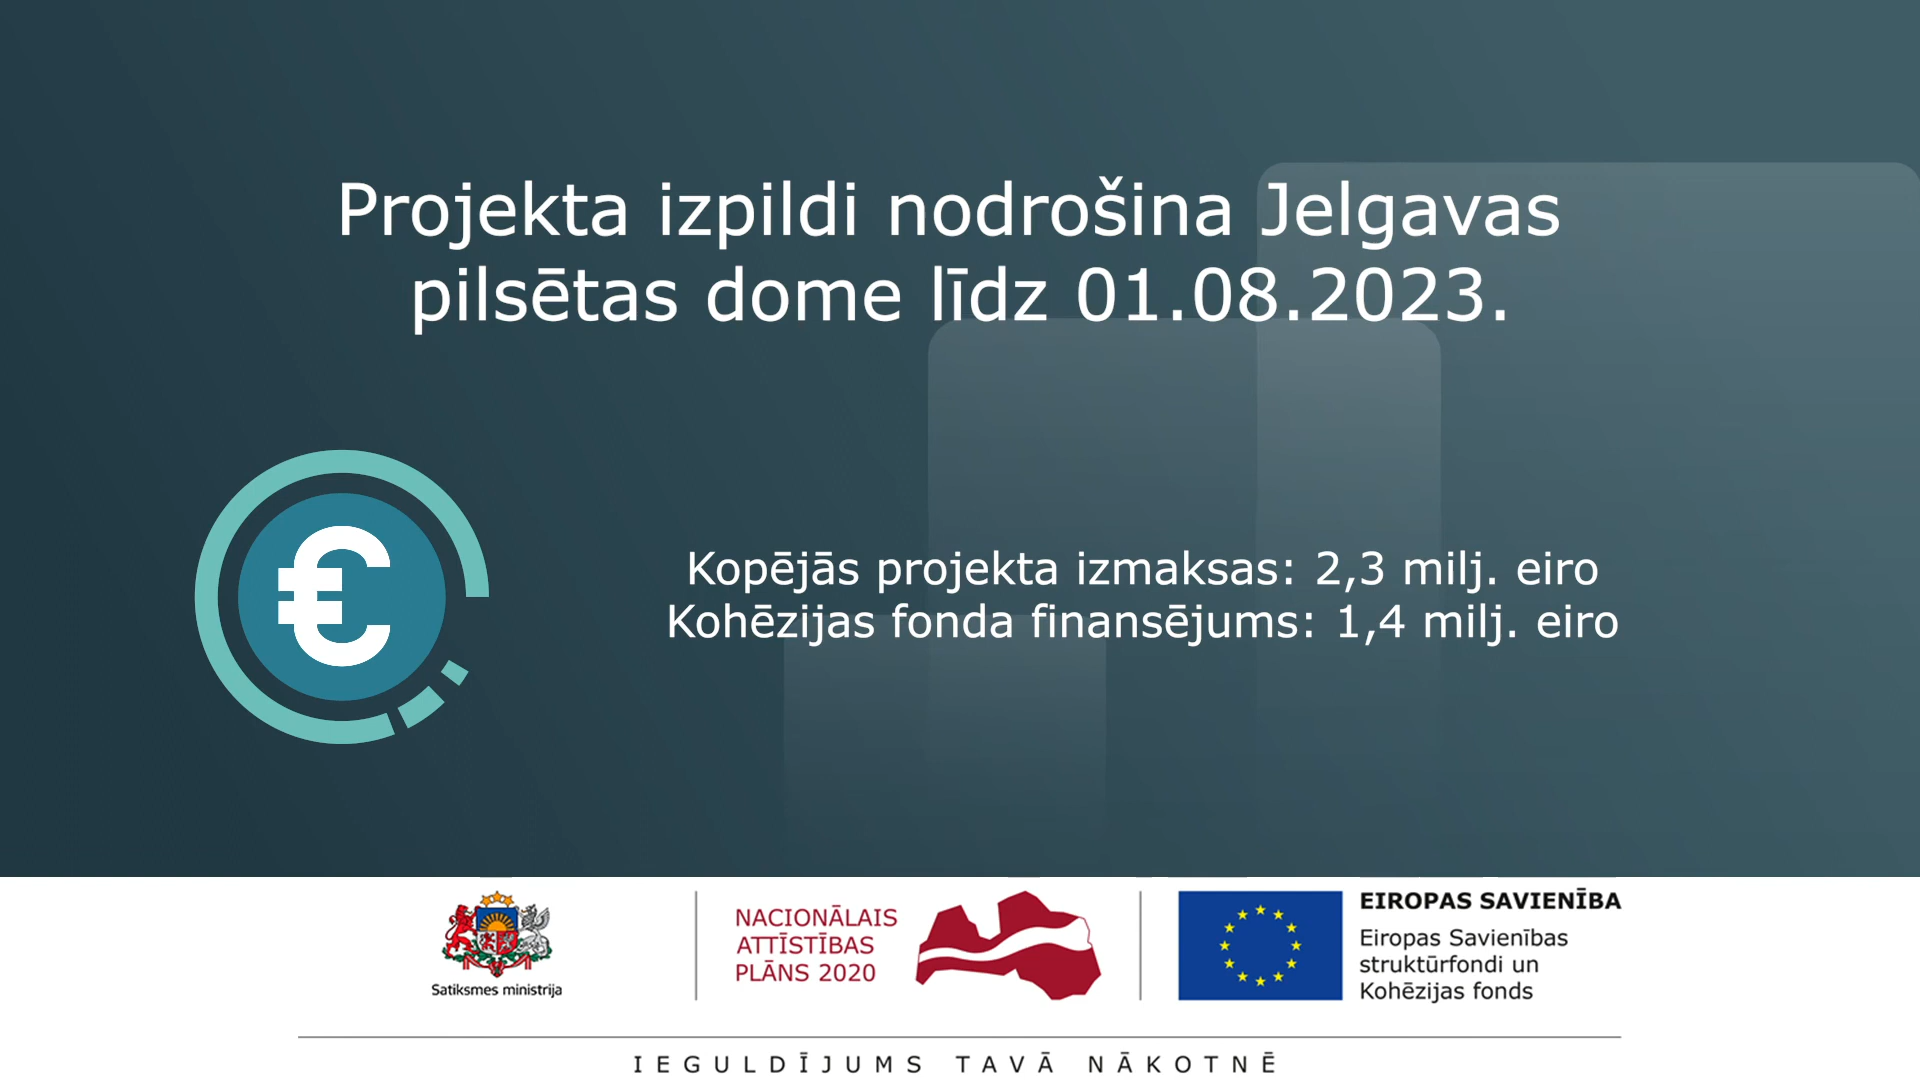 Projekta izpildi nodrošina Jelgavas
pilsētas dome līdz 01.08.2023.
€
Kopējās projekta izmaksas: 2,3 milj. eiro
Kohēzijas fonda finansējums: 1,4 milj. eiro
Satiksmes ministrija
NACIONĀLAIS
ATTĪSTĪBAS
PLĀNS 2020
EIROPAS SAVIENĪBA
Eiropas Savienības
struktūrfondi un
Kohēzijas fonds
IEGULDĪJUMS TAVĀ NĀKOTNĒ